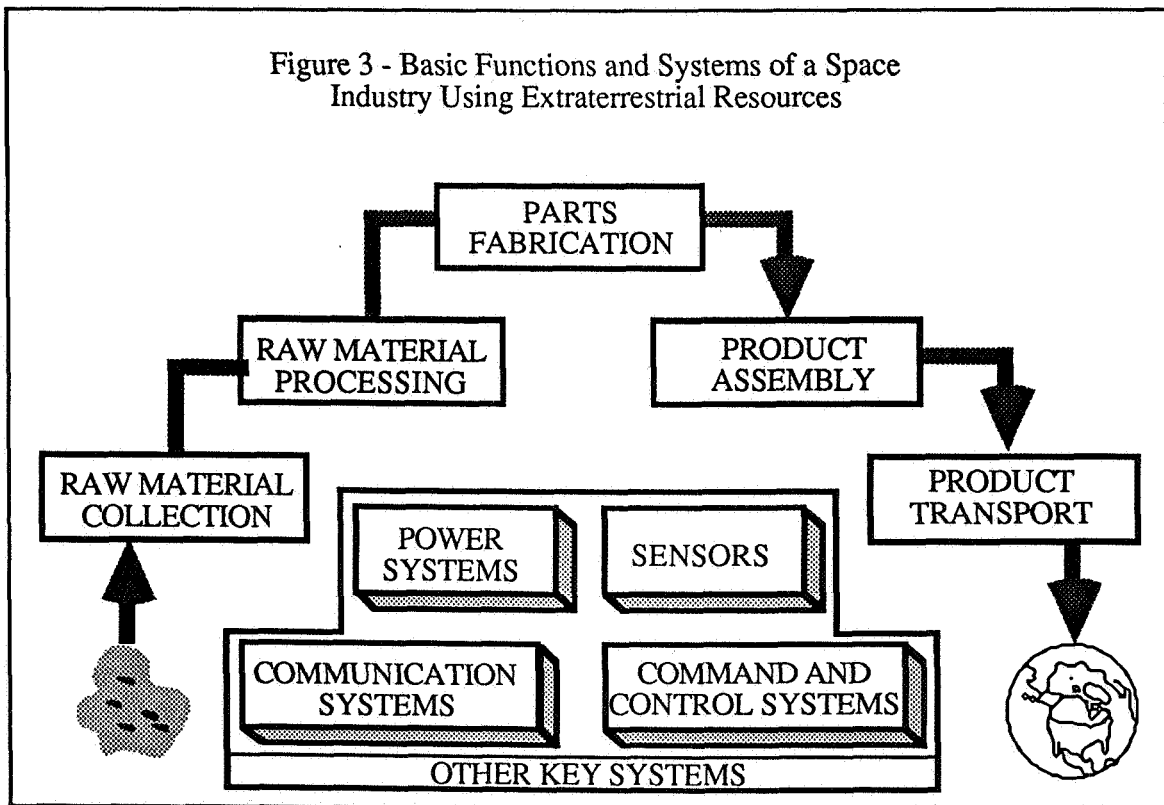 Figure 3 - Basic Functions and Systems of a Space
Industry Using Extraterrestrial Resources
PARTS
FABRICATION
RAW MATERIAL
PROCESSING
PRODUCT
ASSEMBLY
RAW MATERIAL
COLLECTION
PRODUCT
TRANSPORT
POWER
SYSTEMS
SENSORS
COMMUNICATION
SYSTEMS
COMMAND AND
CONTROL SYSTEMS
OTHER KEY SYSTEMS